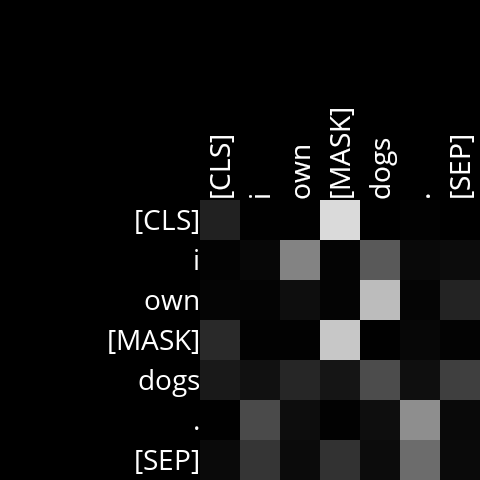 [CLS]
i
own
[MASK]
dogs
.
[SEP]
[CLS]
i
own
[MASK]
dogs
.
[SEP]